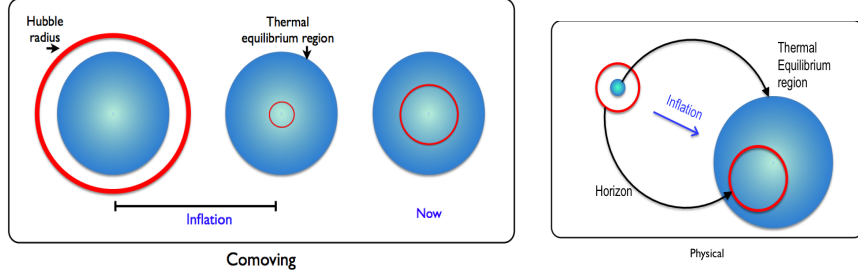 Hubble
radius
Thermal
equilibrium region
Inflation
Now
Comoving
Thermal
Equilibrium
region
Inflation
Horizon
Physical